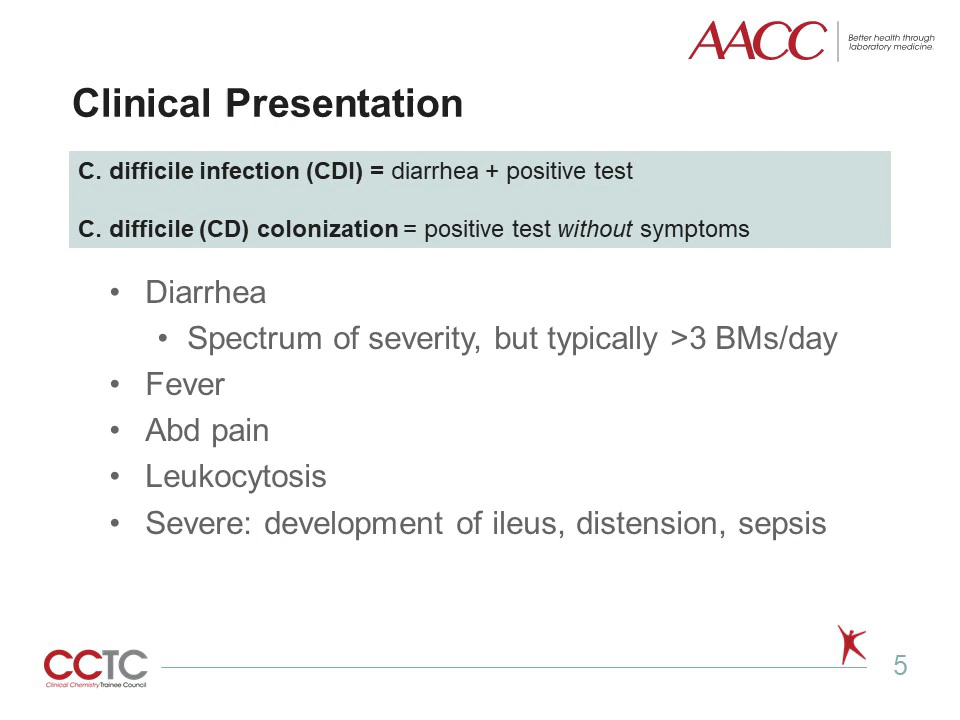 AACC
Better health through
laboratory medicine.
Clinical Presentation
C. difficile infection (CDI) = diarrhea + positive test
C. difficile (CD) colonization = positive test without symptoms
• Diarrhea
• Spectrum of severity, but typically >3 BMs/day
• Fever
• Abd pain
• Leukocytosis
• Severe: development of ileus, distension, sepsis
CCTC
Clinical Chemistry Trainee Council
5